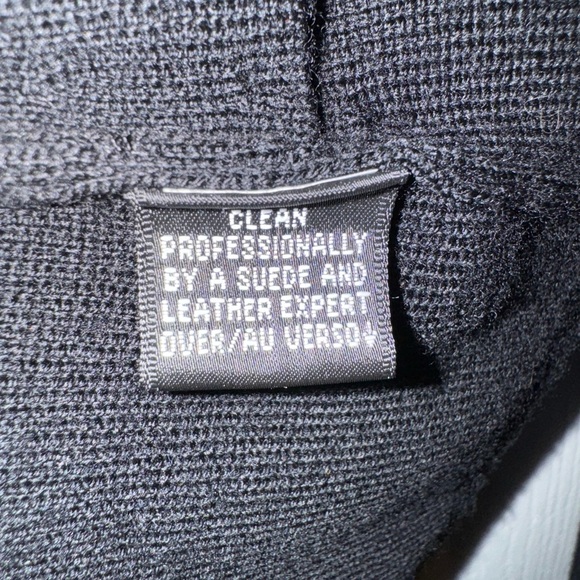 CLEAN
PROFESSIONALLY
BY A SUEDE AND
LEATHER EXPERT
OVER/AU VERSO↓